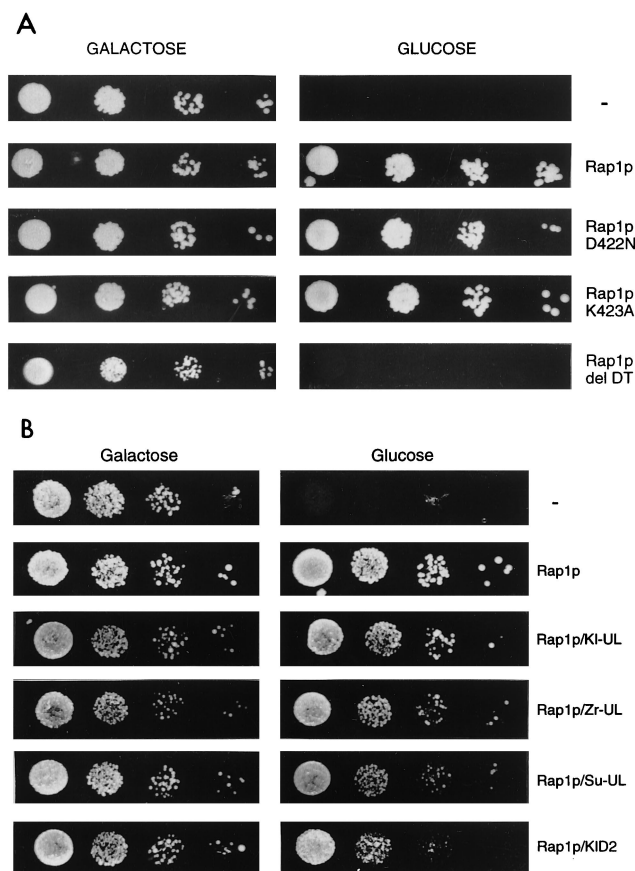 A
GALACTOSE GLUCOSE
-
Rap1p
Rap1p
D422N
Rap1p
K423A
Rap1p
del DT
B
Galactose Glucose
-
Rap1p
Rap1p/Kl-UL
Rap1p/Zr-UL
Rap1p/Su-UL
Rap1p/KlD2